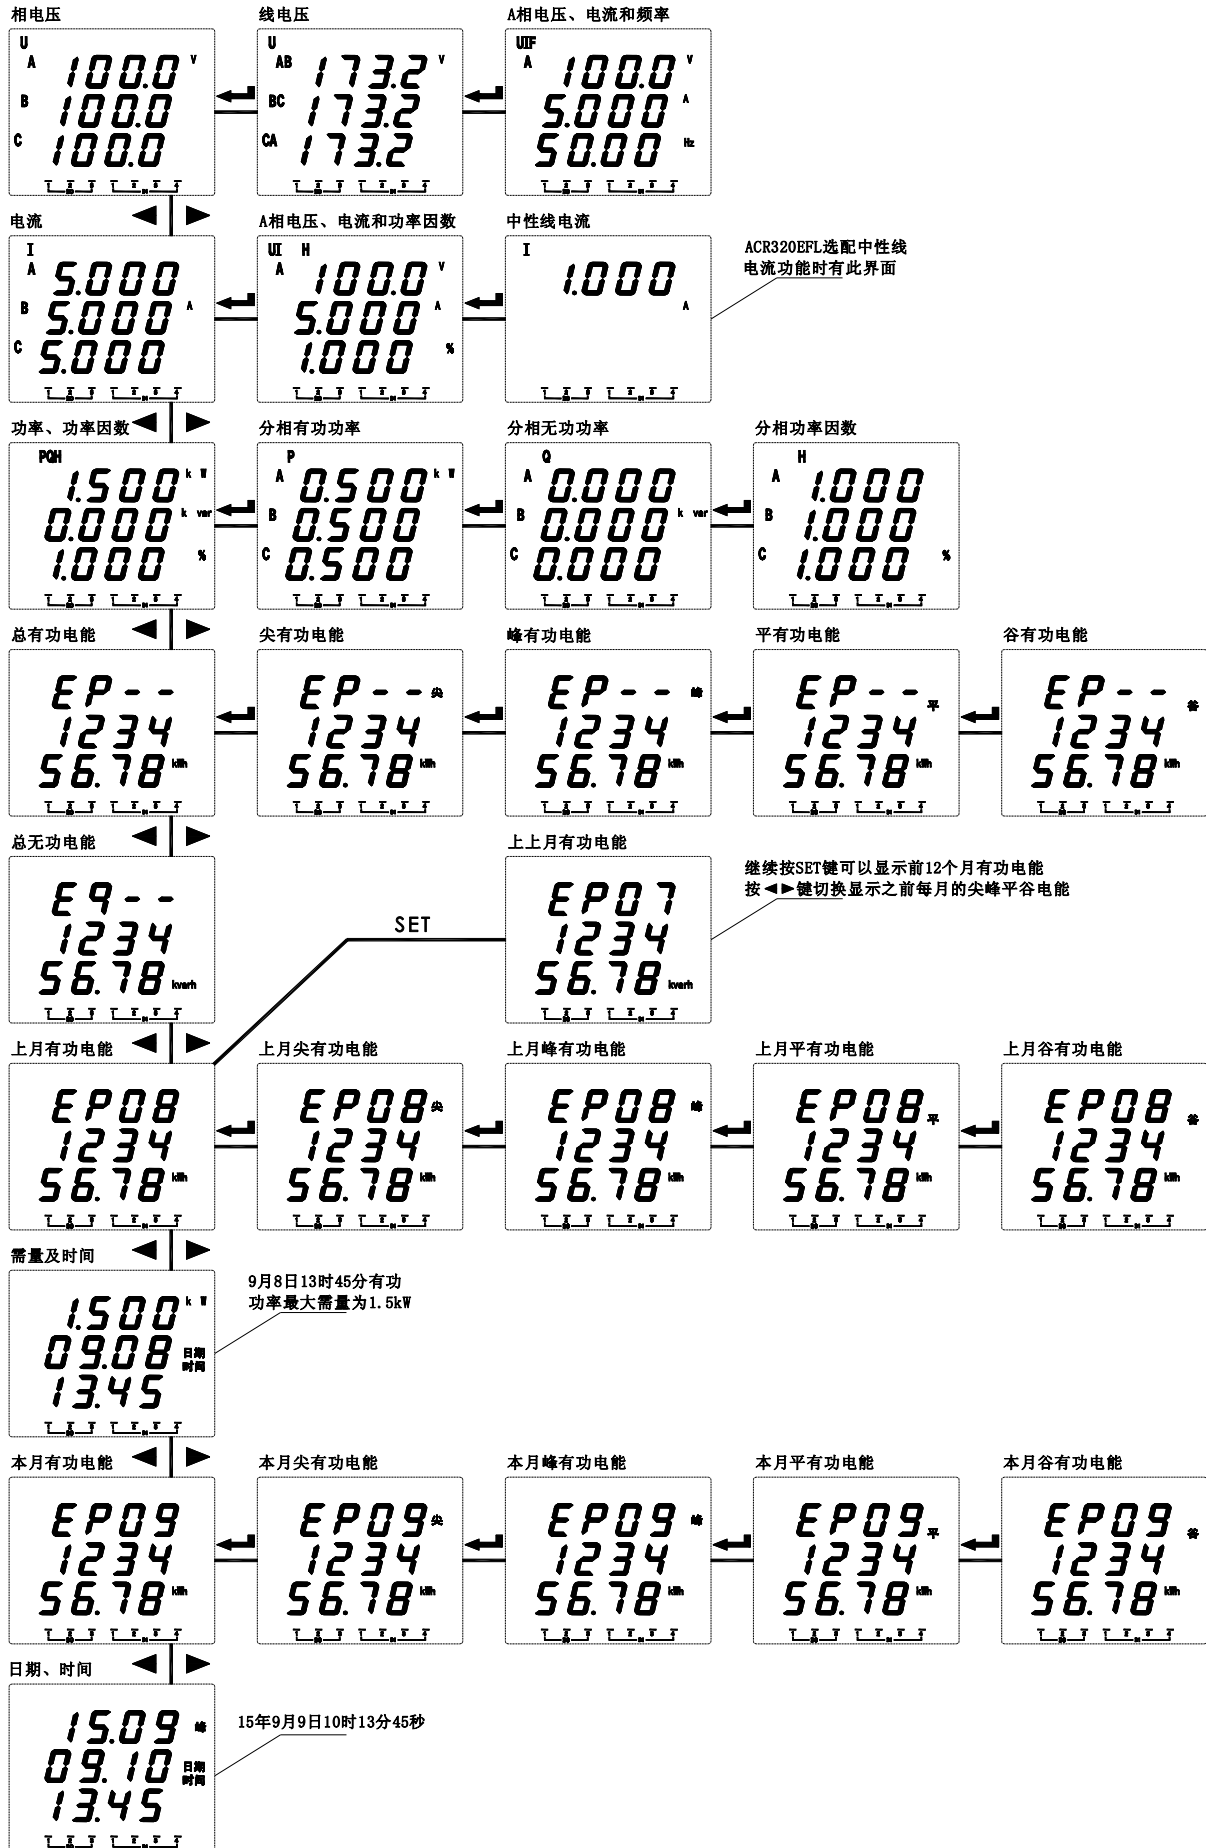 相电压
U
A 100.0 V
B 100.0
C 100.0
线电压
U
AB 173.2 V
BC 173.2
CA 173.2
A相电压、电流和频率
UIF
A 100.0 V
5.000 A
50.00 Hz
电流
I
A 5.000
B 5.000 A
C 5.000
A相电压、电流和功率因数
UI H
A 100.0 V
5.000 A
1.000 %
中性线电流
I
1.000
A
ACR320EFL选配中性线
电流功能时有此界面
功率、功率因数
PQH
1.500 k W
0.000 k var
1.000 %
分相有功功率
P
A 0.500 k W
B 0.500
C 0.500
分相无功功率
Q
A 0.000
B 0.000 k var
C 0.000
分相功率因数
H
A 1.000
B 1.000
C 1.000 %
总有功电能
EP--
1234
56.78 kWh
尖有功电能
EP-- 尖
1234
56.78 kWh
峰有功电能
EP-- 峰
1234
56.78 kWh
平有功电能
EP-- 平
1234
56.78 kWh
谷有功电能
EP-- 谷
1234
56.78 kWh
总无功电能
Eq--
1234
56.78 kvarh
SET
上上月有功电能
EP07
1234
56.78 kvarh
继续按SET键可以显示前12个月有功电能
按◄►键切换显示之前每月的尖峰平谷电能
上月有功电能
EP08
1234
56.78 kWh
上月尖有功电能
EP08 尖
1234
56.78 kWh
上月峰有功电能
EP08 峰
1234
56.78 kWh
上月平有功电能
EP08 平
1234
56.78 kWh
上月谷有功电能
EP08 谷
1234
56.78 kWh
需量及时间
1.500 k W
09.08 日期
时间
13.45
9月8日13时45分有功
功率最大需量为1.5kW
本月有功电能
EP09
1234
56.78 kWh
本月尖有功电能
EP09 尖
1234
56.78 kWh
本月峰有功电能
EP09 峰
1234
56.78 kWh
本月平有功电能
EP09 平
1234
56.78 kWh
本月谷有功电能
EP09 谷
1234
56.78 kWh
日期、时间
15.09 峰
09.10 日期
时间
13.45
15年9月9日10时13分45秒